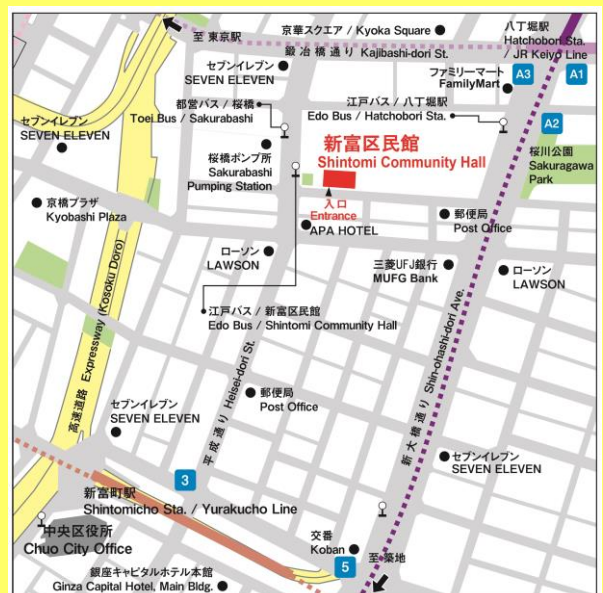 至 東京駅
京華スクエア / Kyoka Square
鍛冶橋通り Kajibashi-dori St.
八丁堀駅
Hatchobori Sta.
/ JR Keiyo Line
セブンイレブン
SEVEN ELEVEN
ファミリーマート
FamilyMart
A3
A1
都営バス / 桜橋
Toei Bus / Sakurabashi
江戸バス / 八丁堀駅
Edo Bus / Hatchobori Sta.
A2
セブンイレブン
SEVEN ELEVEN
新富区民館
Shintomi Community Hall
桜川公園
Sakuragawa
Park
桜橋ポンプ所
Sakurabashi
Pumping Station
入口
Entrance
京橋プラザ
Kyobashi Plaza
APA HOTEL
郵便局
Post Office
ローソン
LAWSON
三菱UFJ銀行
MUFG Bank
ローソン
LAWSON
江戸バス / 新富区民館
Edo Bus / Shintomi Community Hall
高速道路 Expressway (Kosoku Doro)
平成通り Heisei-dori St.
新大橋通り Shin-ohashi-dori Ave.
郵便局
Post Office
セブンイレブン
SEVEN ELEVEN
セブンイレブン
SEVEN ELEVEN
3
新富町駅
Shintomicho Sta. / Yurakucho Line
中央区役所
Chuo City Office
交番
Koban
5
至 築地
銀座キャピタルホテル本館
Ginza Capital Hotel, Main Bldg.